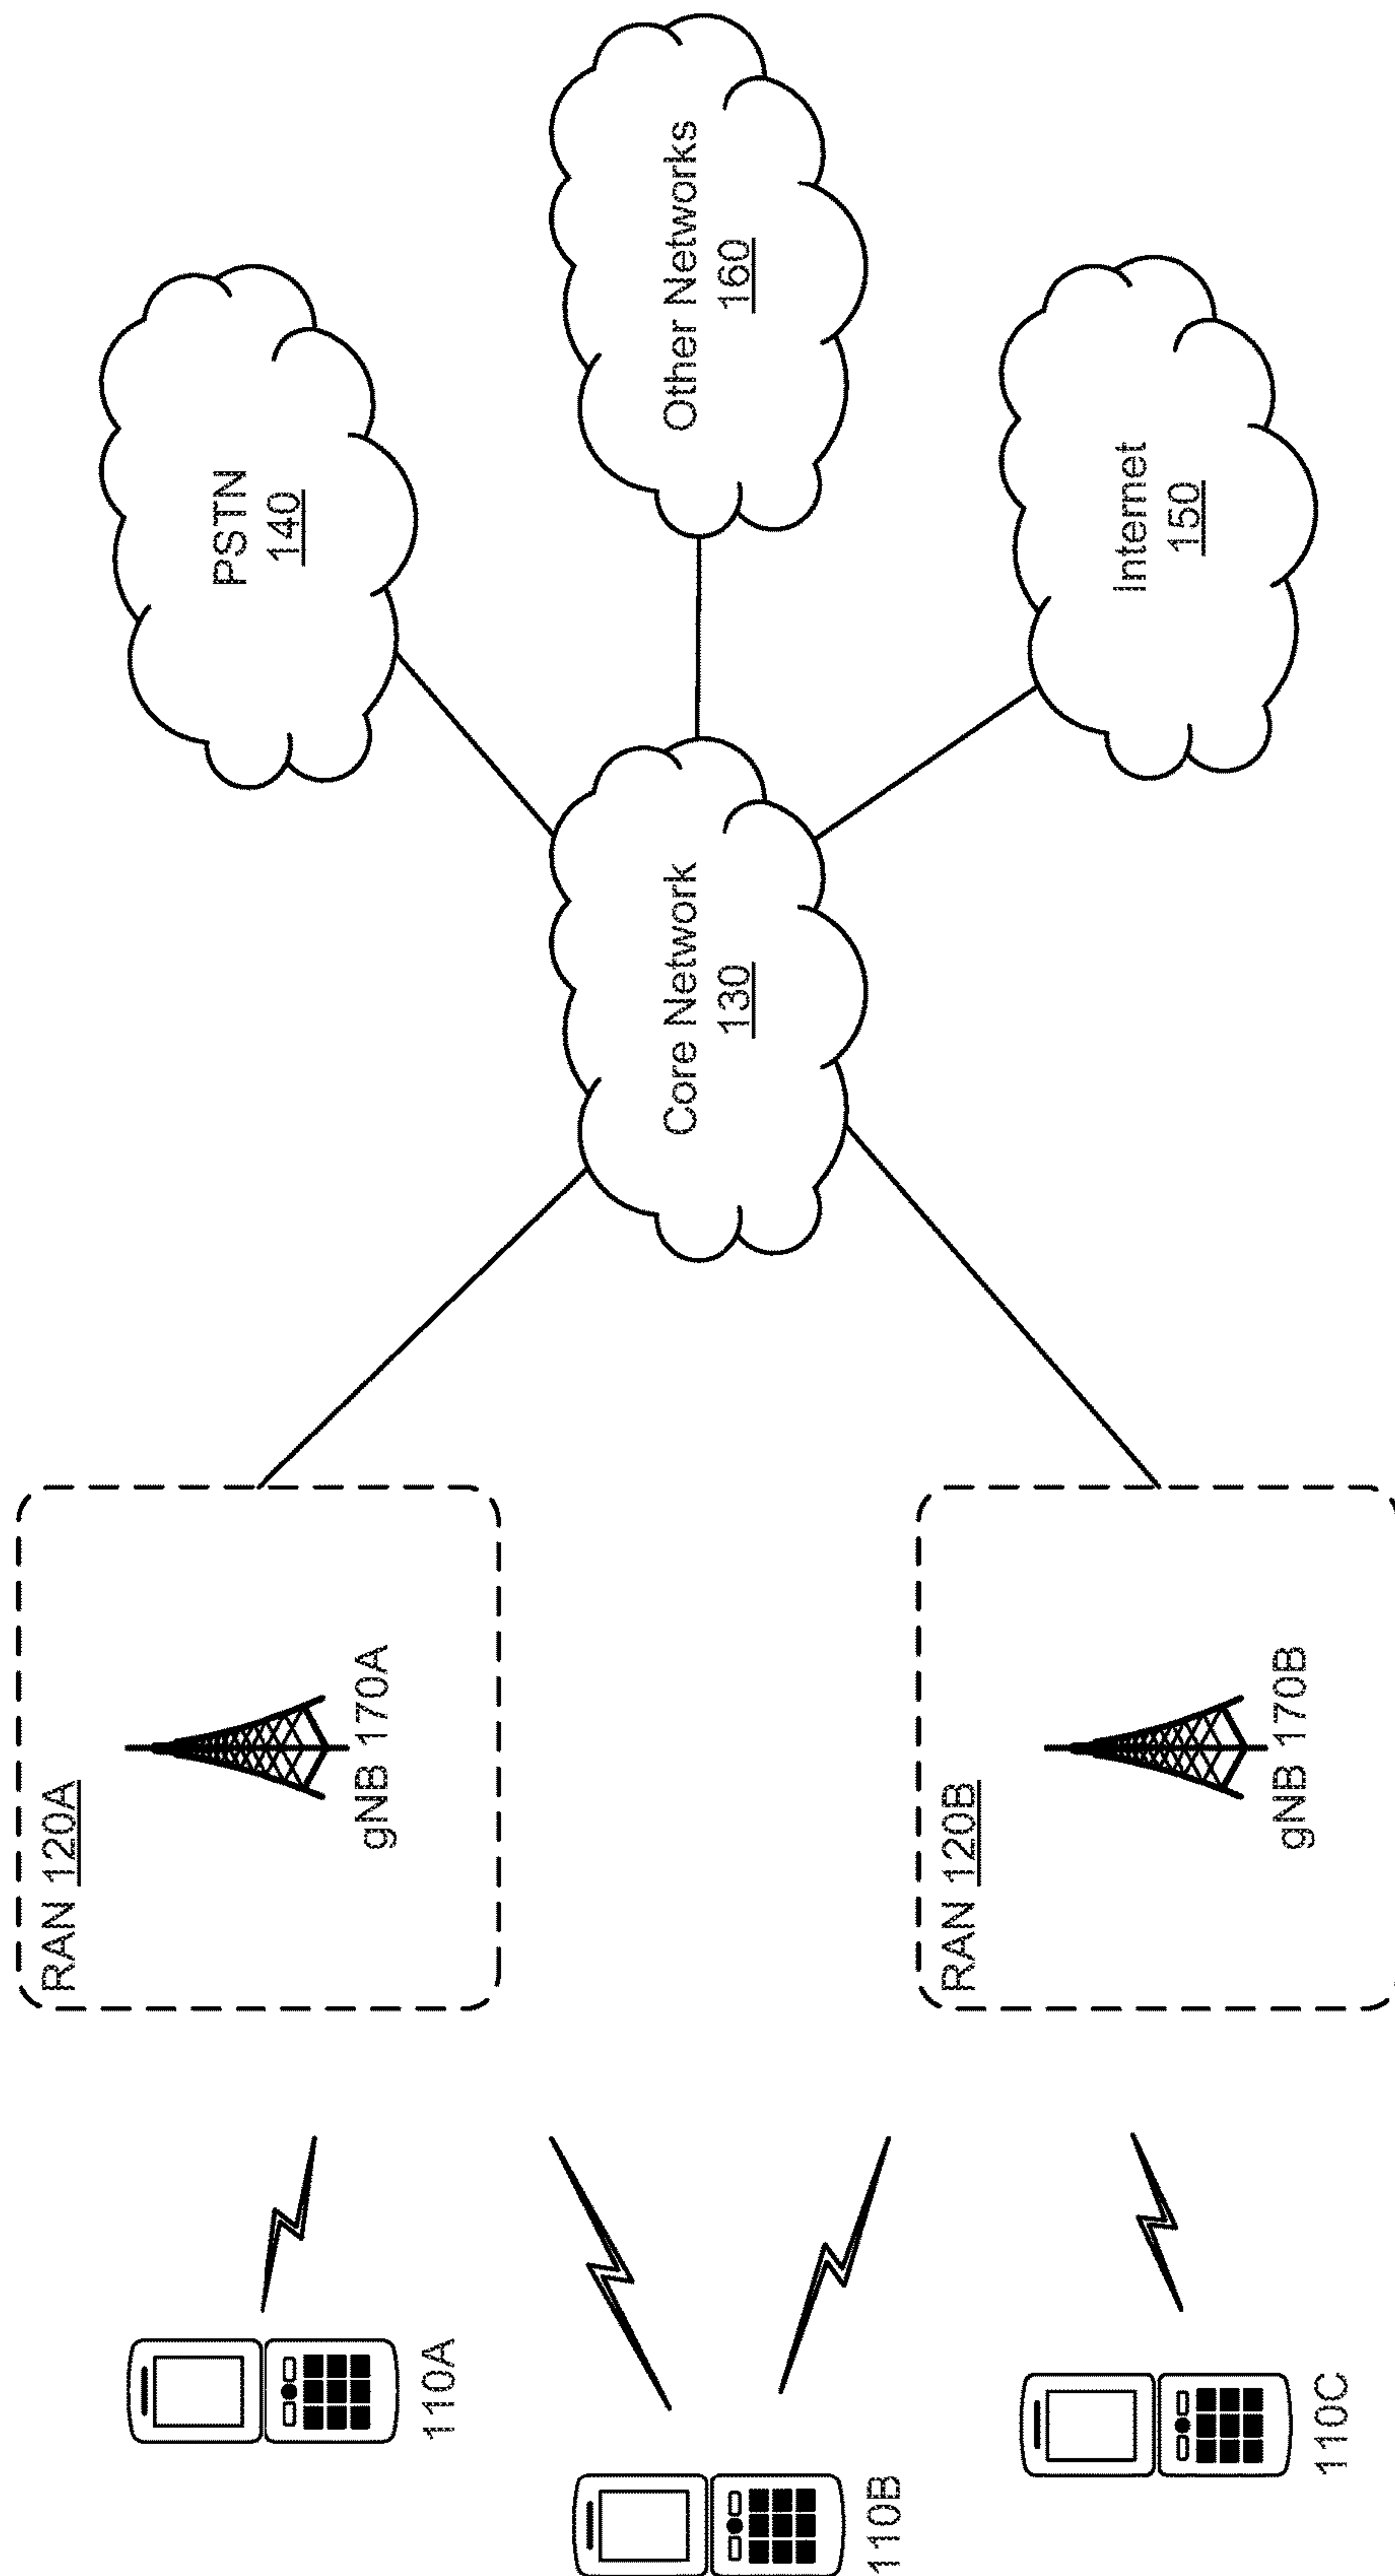 110A
110B
110C
RAN 120A
gNB 170A
RAN 120B
gNB 170B
Core Network
130
PSTN
140
Other Networks
160
Internet
150